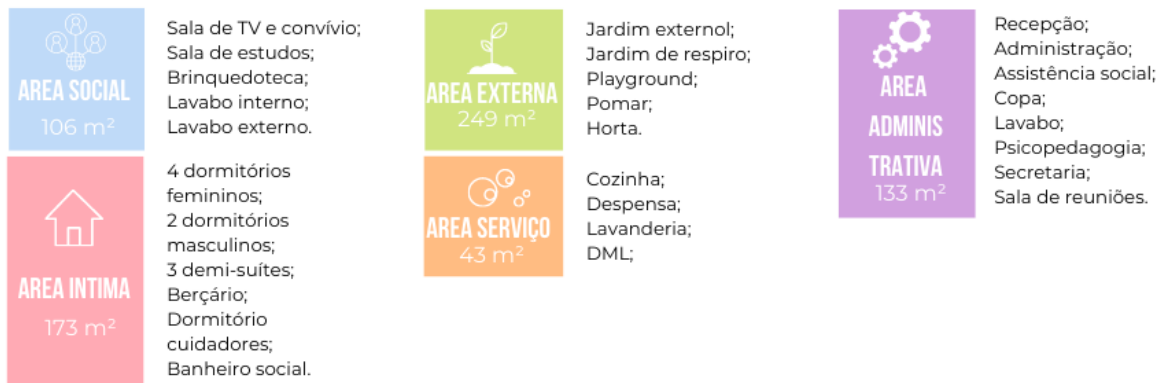 AREA SOCIAL
106 m²
Sala de TV e convívio;
Sala de estudos;
Brinquedoteca;
Lavabo interno;
Lavabo externo.
AREA INTIMA
173 m²
4 dormitórios
femininos;
2 dormitórios
masculinos;
3 demi-suítes;
Berçário;
Dormitório
cuidadores;
Banheiro social.
AREA EXTERNA
249 m²
Jardim externol;
Jardim de respiro;
Playground;
Pomar;
Horta.
AREA SERVIÇO
43 m²
Cozinha;
Despensa;
Lavanderia;
DML;
AREA
ADMINIS
TRATIVA
133 m²
Recepção;
Administração;
Assistência social;
Copa;
Lavabo;
Psicopedagogia;
Secretaria;
Sala de reuniões.